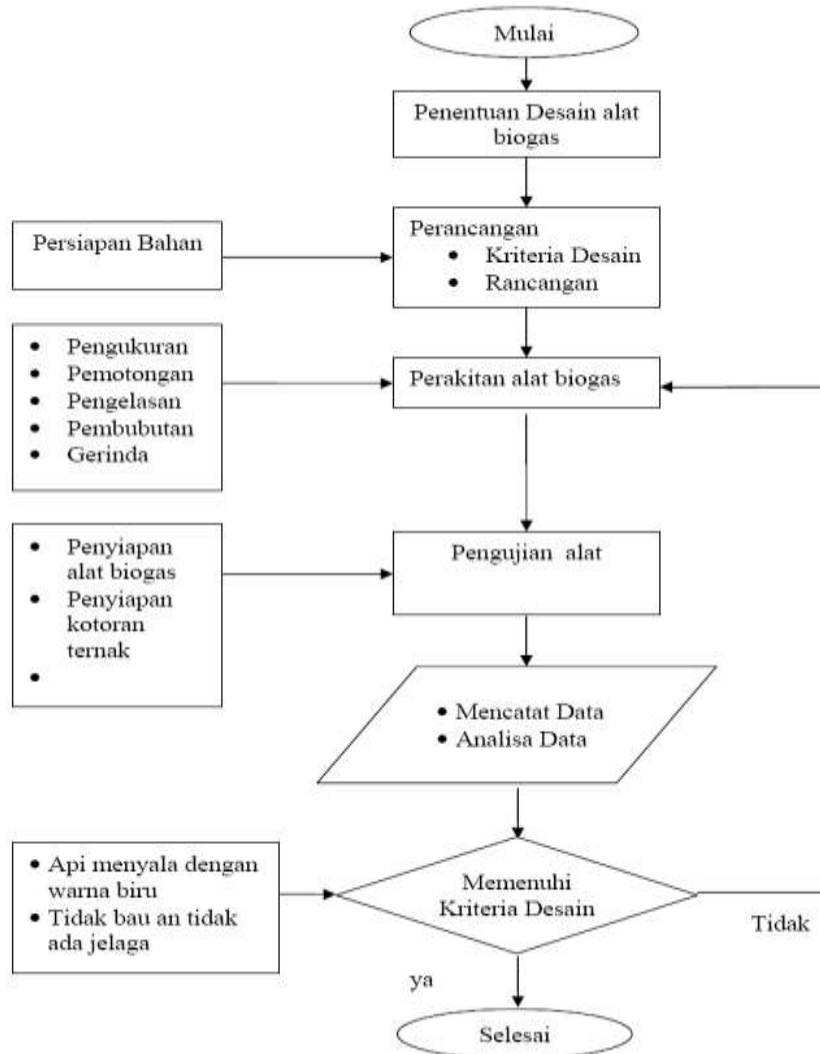 Mulai
Penentuan Desain alat
biogas
Persiapan Bahan
Perancangan
• Kriteria Desain
• Rancangan
• Pengukuran
• Pemotongan
• Pengelasan
• Pembubutan
• Gerinda
Perakitan alat biogas
• Penyiapan
alat biogas
• Penyiapan
kotoran
ternak
•
Pengujian alat
• Mencatat Data
• Analisa Data
• Api menyala dengan
warna biru
• Tidak bau an tidak
ada jelaga
Memenuhi
Kriteria Desain
Tidak
ya
Selesai